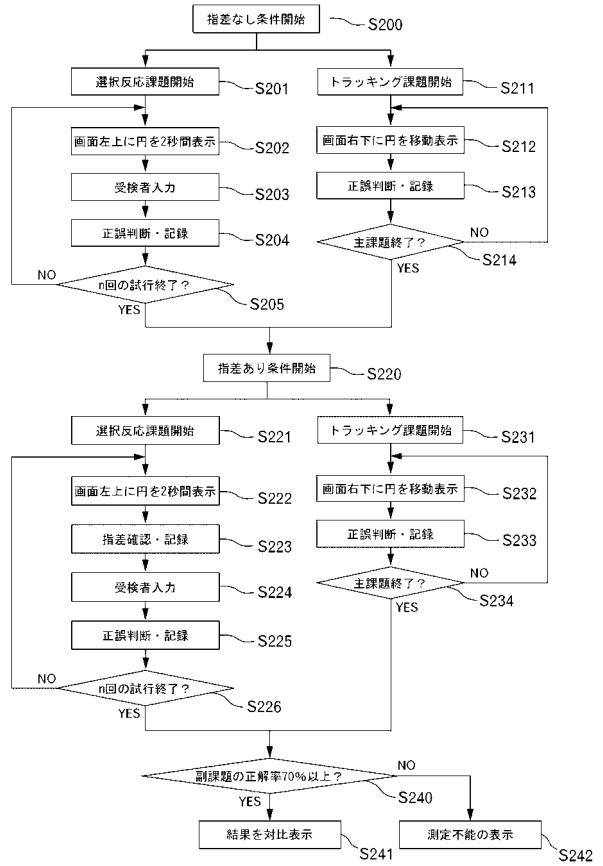 指差なし条件開始 S200
選択反応課題開始 S201
トラッキング課題開始 S211
画面左上に円を2秒間表示 S202
画面右下に円を移動表示 S212
受検者入力 S203
正誤判断・記録 S213
正誤判断・記録 S204
主課題終了？ S214
NO
YES
n回の試行終了？ S205
NO
YES
指差あり条件開始 S220
選択反応課題開始 S221
トラッキング課題開始 S231
画面左上に円を2秒間表示 S222
画面右下に円を移動表示 S232
指差確認・記録 S223
正誤判断・記録 S233
受検者入力 S224
主課題終了？ S234
NO
YES
正誤判断・記録 S225
n回の試行終了？ S226
NO
YES
副課題の正解率70%以上？ S240
NO
YES
結果を対比表示 S241
測定不能の表示 S242